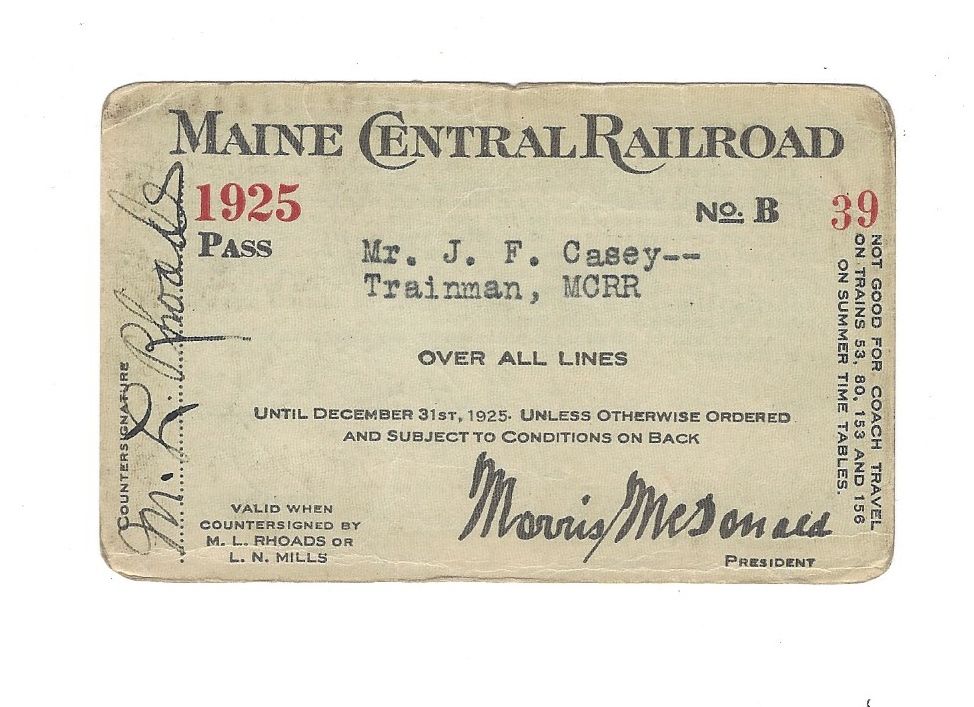 MAINE CENTRAL RAILROAD
1925
PASS
No. B 39
Mr. J. F. Casey--
Trainman, MCRR
OVER ALL LINES
UNTIL DECEMBER 31ST, 1925. UNLESS OTHERWISE ORDERED
AND SUBJECT TO CONDITIONS ON BACK
VALID WHEN
COUNTERSIGNED BY
M. L. RHOADS OR
L. N. MILLS
Morris McDonald
PRESIDENT
COUNTERSIGNATURE
M. L. Rhoads
NOT GOOD FOR COACH TRAVEL
ON TRAINS 53, 80, 153 AND 156
ON SUMMER TIME TABLES.